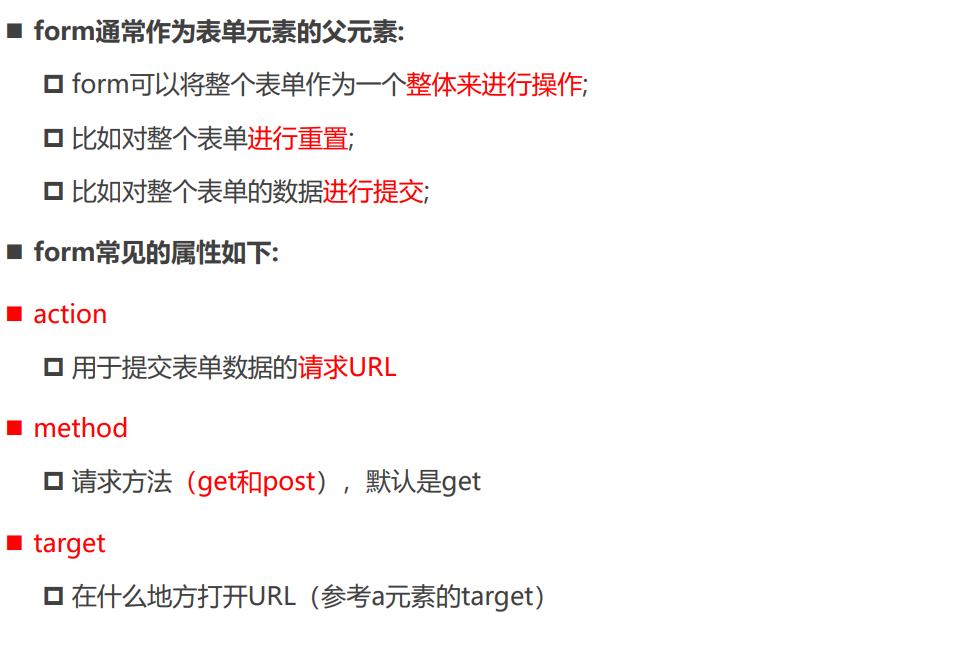 form通常作为表单元素的父元素:
form可以将整个表单作为一个整体来进行操作;
比如对整个表单进行重置;
比如对整个表单的数据进行提交;
form常见的属性如下:
action
用于提交表单数据的请求URL
method
请求方法（get和post），默认是get
target
在什么地方打开URL（参考a元素的target）